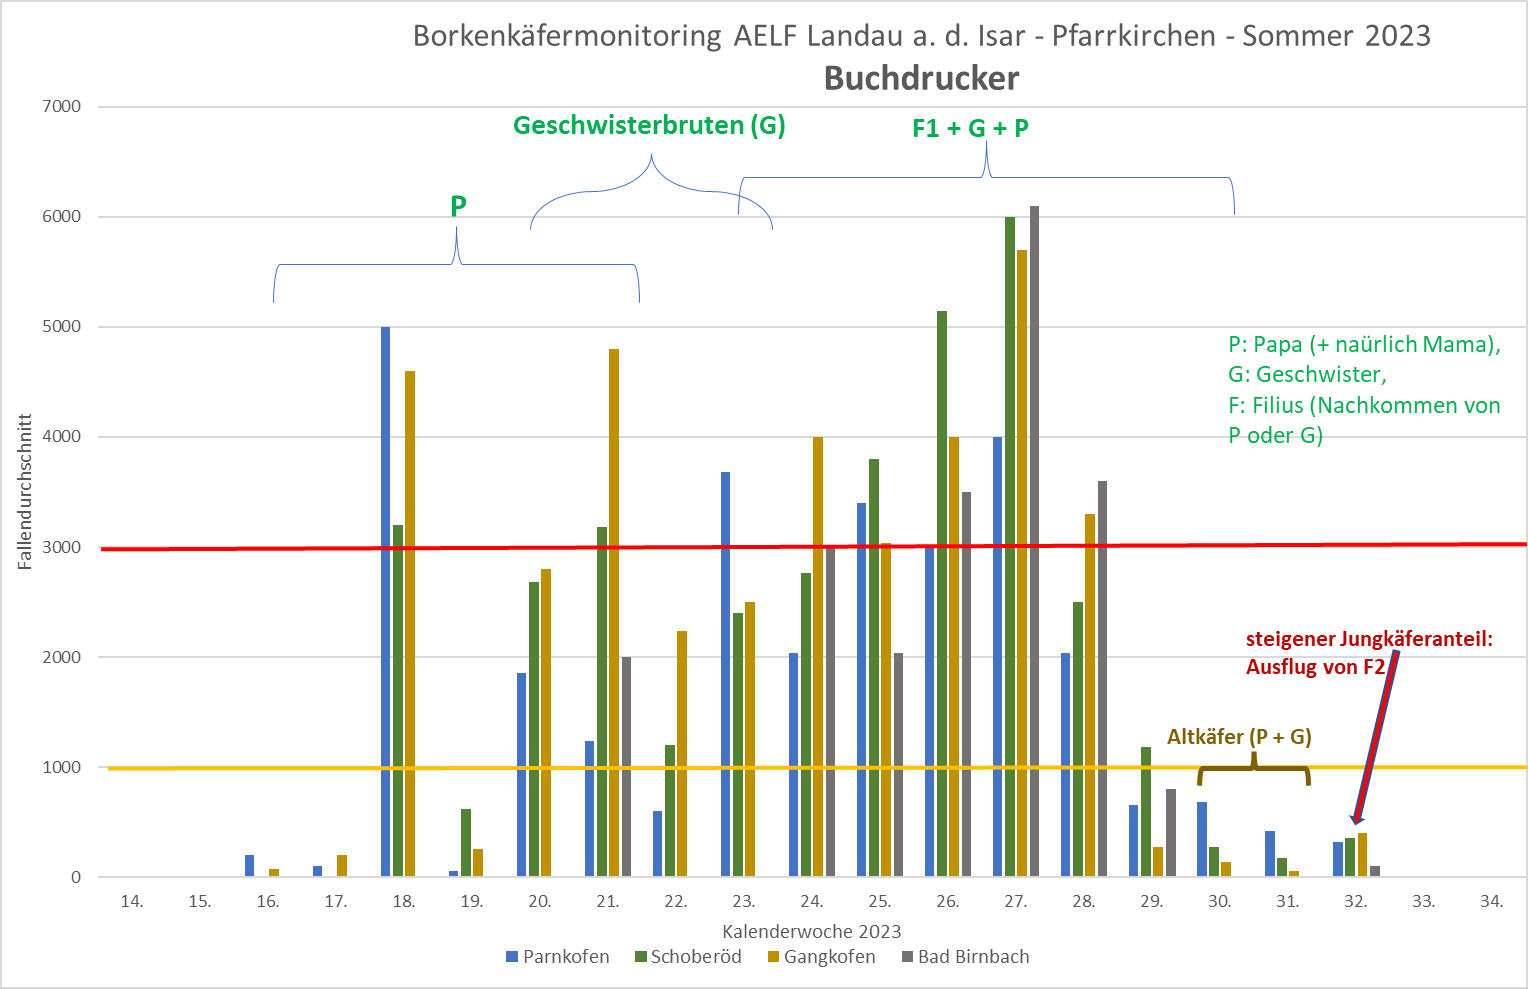 Borkenkäfermonitoring AELF Landau a. d. Isar - Pfarrkirchen - Sommer 2023
Buchdrucker
7000
6000
5000
4000
3000
2000
1000
0
Fallendurchschnitt
Geschwisterbruten (G)
F1 + G + P
P
P: Papa (+ naürlich Mama),
G: Geschwister,
F: Filius (Nachkommen von
P oder G)
steigener Jungkäferanteil:
Ausflug von F2
Altkäfer (P + G)
14. 15. 16. 17. 18. 19. 20. 21. 22. 23. 24. 25. 26. 27. 28. 29. 30. 31. 32. 33. 34.
Kalenderwoche 2023
Parnkofen Schoberöd Gangkofen Bad Birnbach